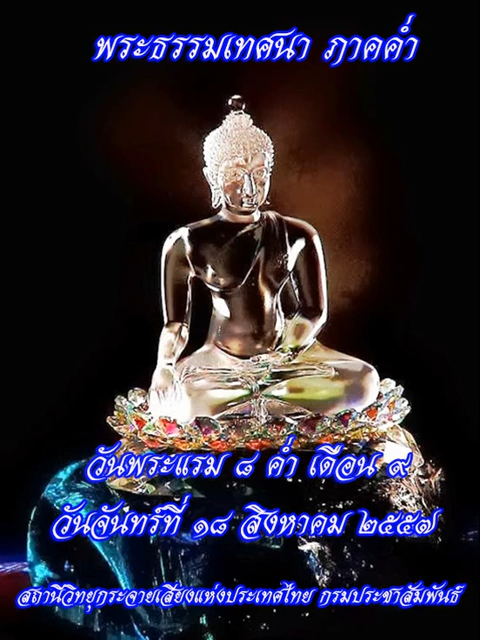 พระธรรมเทศนา ภาคค่ำ
วันพระแรม ๘ ค่ำ เดือน ๙
วันจันทร์ที่ ๑๘ สิงหาคม ๒๕๕๗
สถานีวิทยุกระจายเสียงแห่งประเทศไทย กรมประชาสัมพันธ์